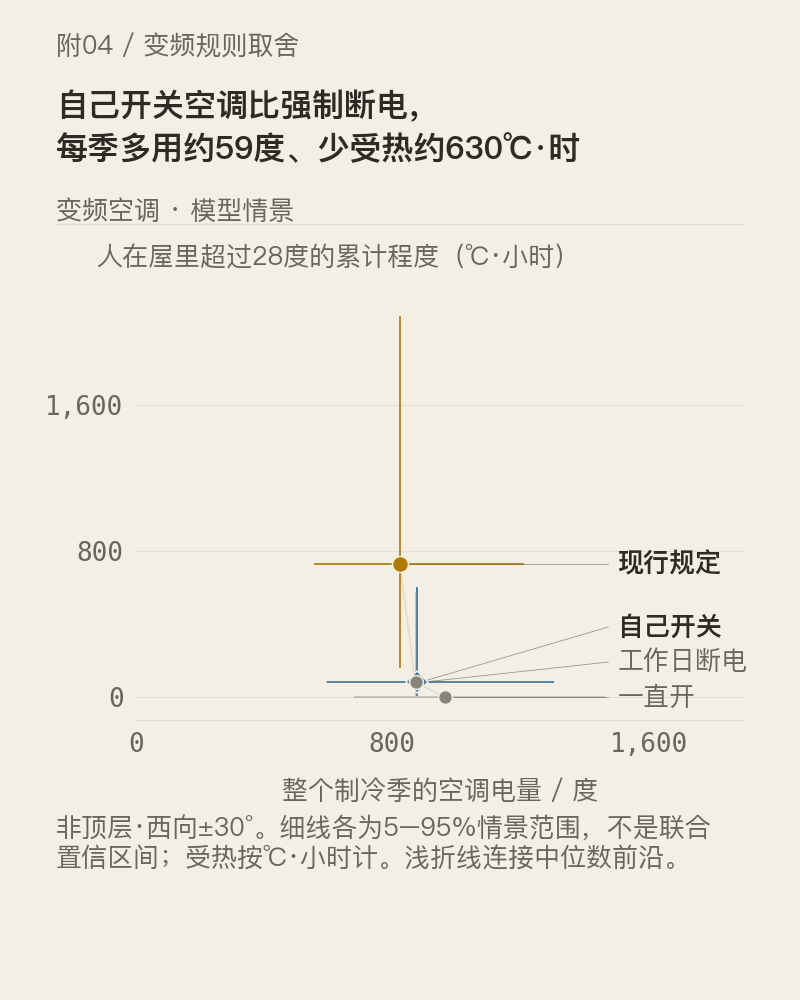 附04 / 变频规则取舍
自己开关空调比强制断电，
每季多用约59度、少受热约630℃·时
变频空调 · 模型情景
人在屋里超过28度的累计程度（℃·小时）
1,600
800
现行规定
自己开关
工作日断电
0
一直开
0
800
1,600
整个制冷季的空调电量 / 度
非顶层·西向±30°。细线各为5—95%情景范围，不是联合
置信区间；受热按℃·小时计。浅折线连接中位数前沿。